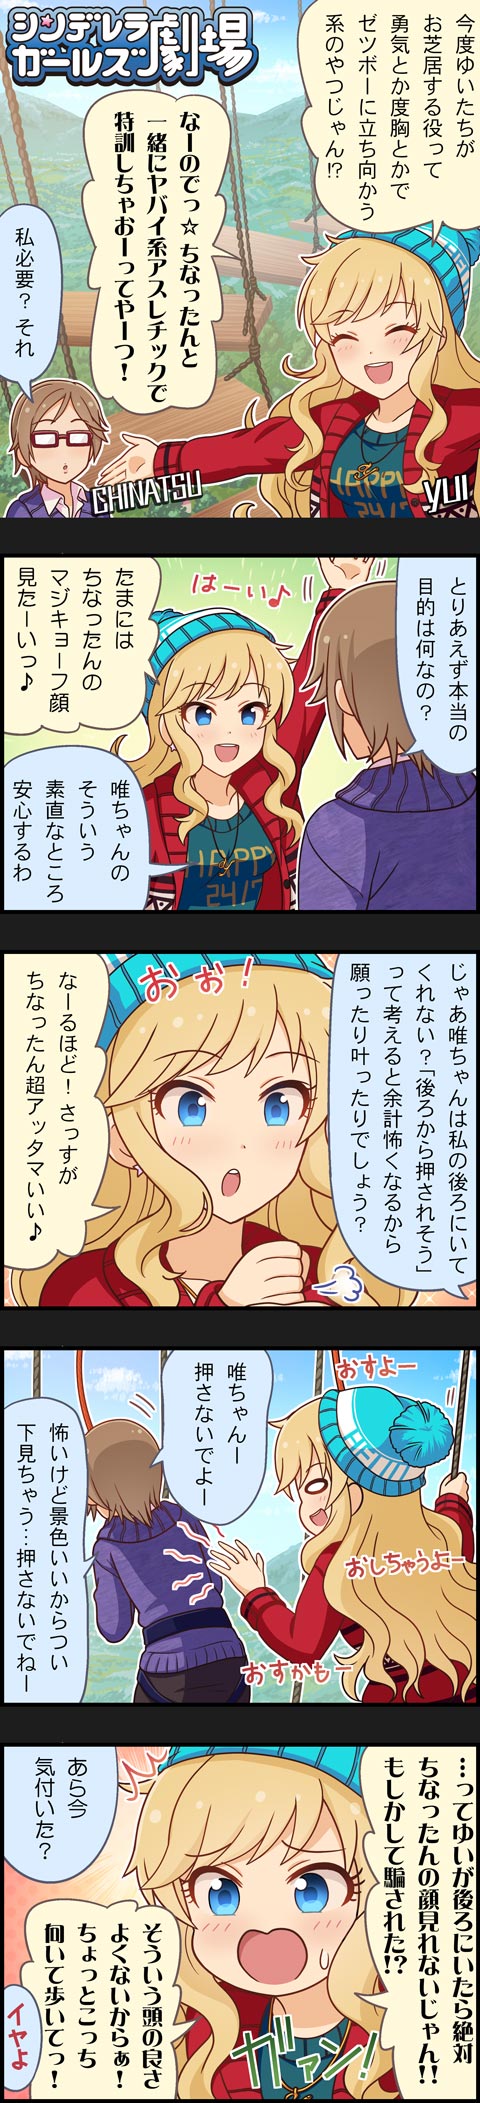 シンデレラ
ガールズ劇場
今度ゆいたちが
お芝居する役って
勇気とか度胸とかで
ゼツボーに立ち向かう
系のやつじゃん!?
なーのでっ☆ちなったんと
一緒にヤバイ系アスレチックで
特訓しちゃおーってやーつ！
私必要？それ
CHINATSU
YUI
HAPPY
24/7
とりあえず本当の
目的は何なの？
はーい♪
たまには
ちなったんの
マジキョーフ顔
見たーいっ♪
唯ちゃんの
そういう
素直なところ
安心するわ
HAPPY
24/7
じゃあ唯ちゃんは私の後ろにいて
くれない？「後ろから押されそう」
って考えると余計怖くなるから
願ったり叶ったりでしょう？
おお！
なーるほど！さっすが
ちなったん超アッタマいい♪
おすよー
唯ちゃんー
押さないでよー
おしちゃうよー
おすかもー
怖いけど景色いいからつい
下見ちゃう…押さないでねー
…ってゆいが後ろにいたら絶対
ちなったんの顔見れないじゃん!!
もしかして騙された!?
あら今
気付いた？
ガァン！
そういう頭の良さ
よくないからぁ！
ちょっとこっち
向いて歩いてっ！
イヤよ